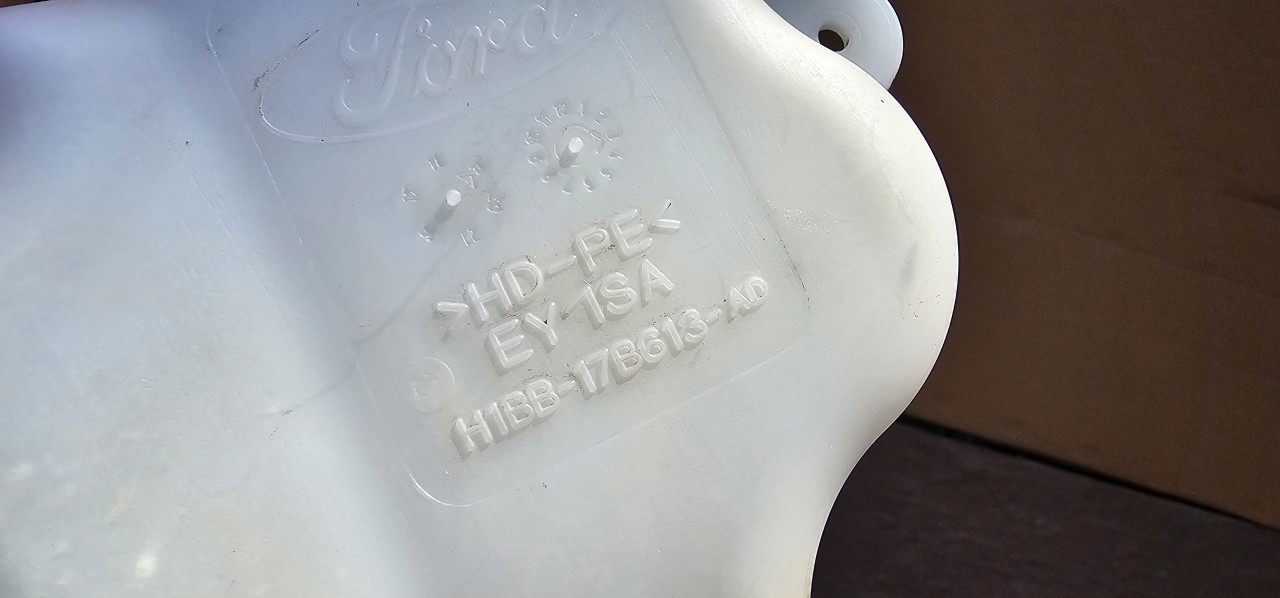 Ford
>HD-PE<
EY 1SA
H1BB-17B613-AD